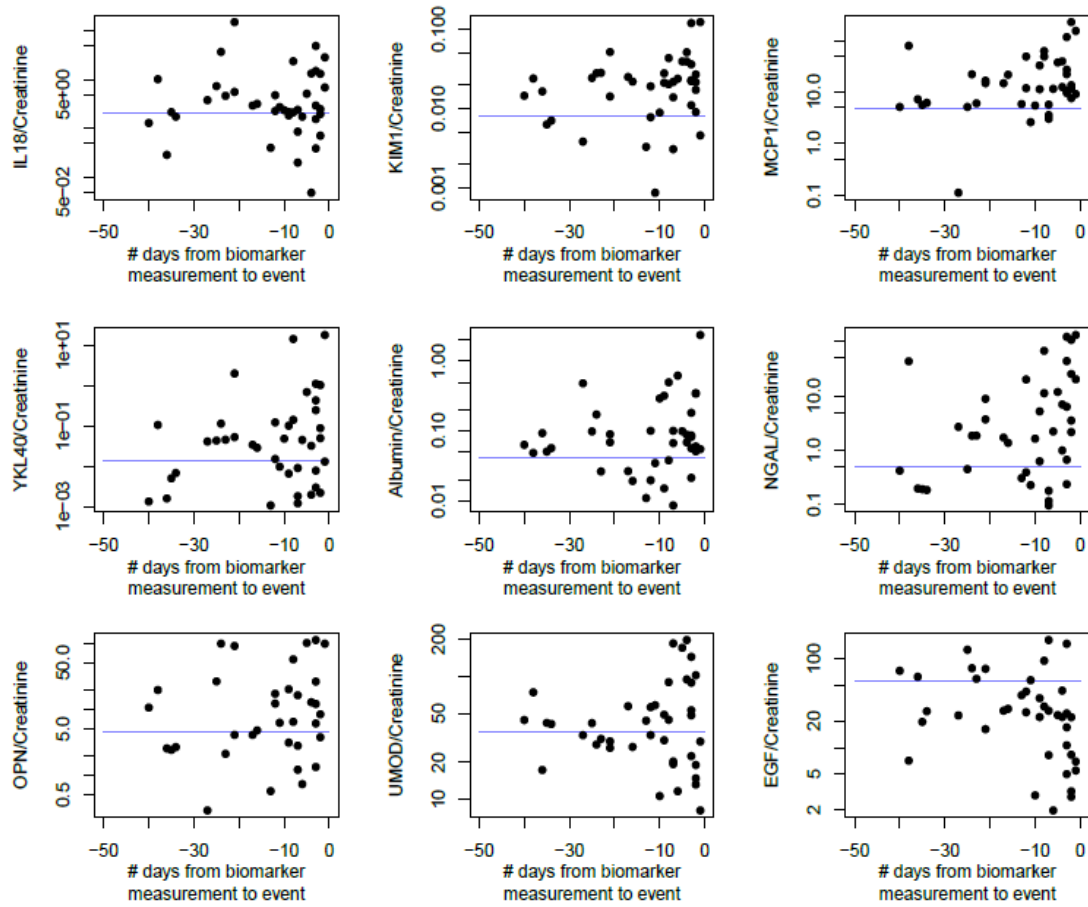 IL18/Creatinine
5e−02
5e+00
−50
−30
−10
0
# days from biomarker
measurement to event
KIM1/Creatinine
0.001
0.010
0.100
−50
−30
−10
0
# days from biomarker
measurement to event
MCP1/Creatinine
0.1
1.0
10.0
−50
−30
−10
0
# days from biomarker
measurement to event
YKL40/Creatinine
1e−03
1e−01
1e+01
−50
−30
−10
0
# days from biomarker
measurement to event
Albumin/Creatinine
0.01
0.10
1.00
−50
−30
−10
0
# days from biomarker
measurement to event
NGAL/Creatinine
0.1
1.0
10.0
−50
−30
−10
0
# days from biomarker
measurement to event
OPN/Creatinine
0.5
5.0
50.0
−50
−30
−10
0
# days from biomarker
measurement to event
UMOD/Creatinine
10
20
50
100
200
−50
−30
−10
0
# days from biomarker
measurement to event
EGF/Creatinine
2
5
20
100
−50
−30
−10
0
# days from biomarker
measurement to event